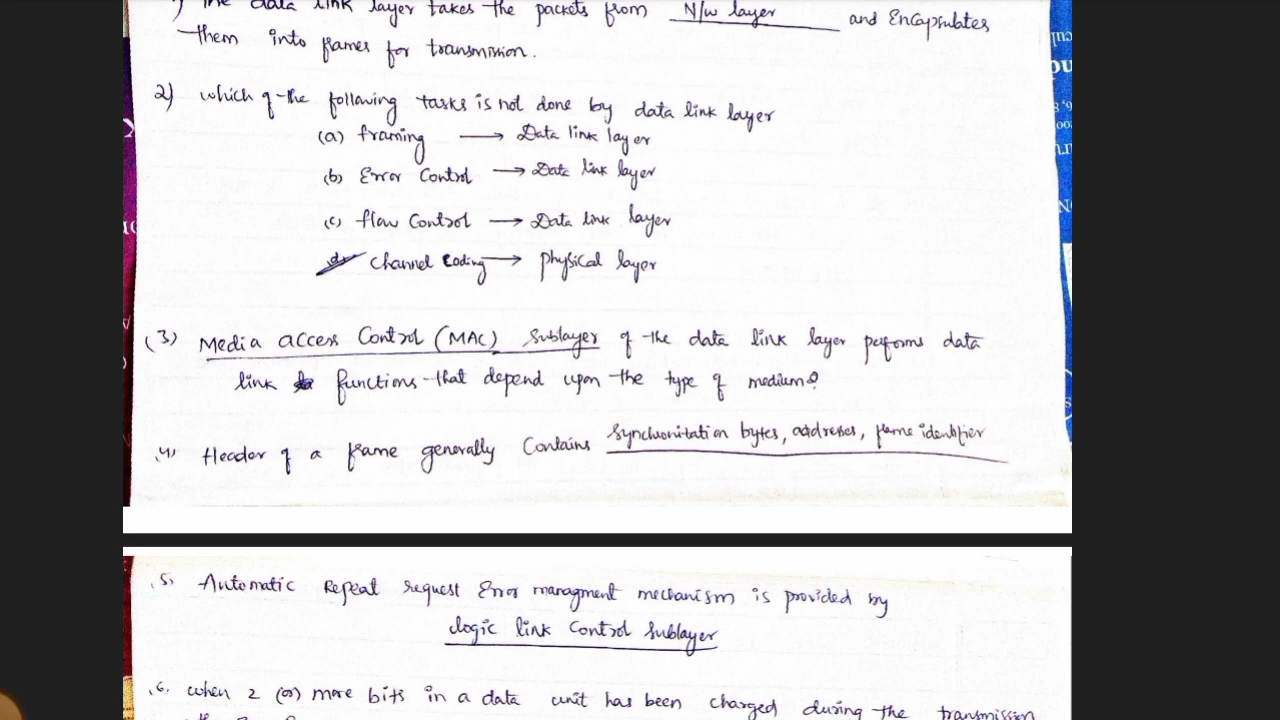 1) The data link layer takes the packets from N/w layer and Encapsulates
them into frames for transmission.
2) which of the following tasks is not done by data link layer
(a) framing → Data link layer
(b) Error Control → Data link layer
(c) flow Control → Data link layer
(d) channel coding → physical layer
(3) Media access Control (MAC) sublayer of the data link layer performs data
link functions that depend upon the type of medium?
(4) Header of a frame generally Contains Synchronitation bytes, addresses, frame identifier
5. Automatic Repeat request Error managment mechanism is provided by
logic link Control sublayer
6. when 2 (or) more bits in a data unit has been charged during the transmission